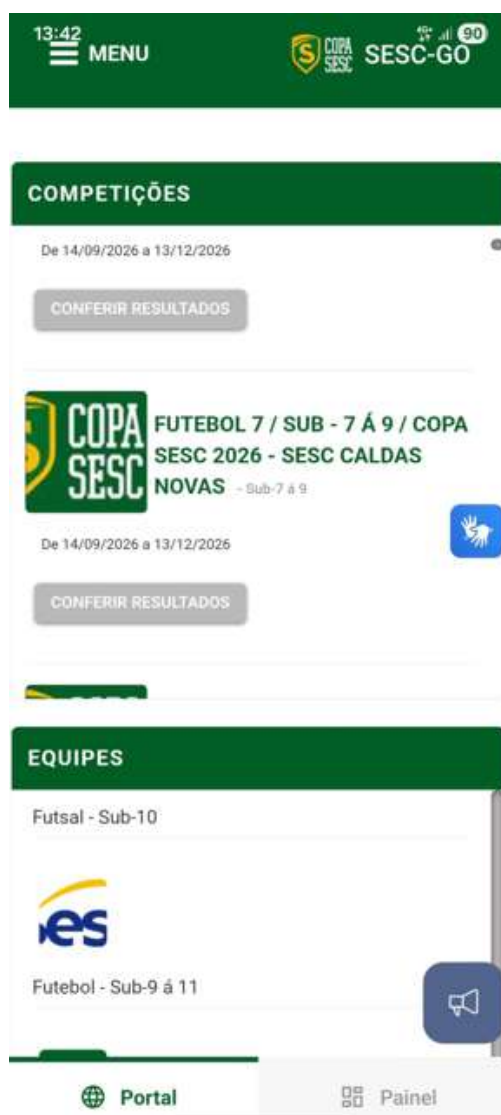 13:42
MENU
COPA
SESC
SESC-GO
90
COMPETIÇÕES
De 14/09/2026 a 13/12/2026
CONFERIR RESULTADOS
COPA
SESC
FUTEBOL 7 / SUB - 7 Á 9 / COPA
SESC 2026 - SESC CALDAS
NOVAS - Sub-7 á 9
De 14/09/2026 a 13/12/2026
CONFERIR RESULTADOS
EQUIPES
Futsal - Sub-10
es
Futebol - Sub-9 á 11
Portal
Painel